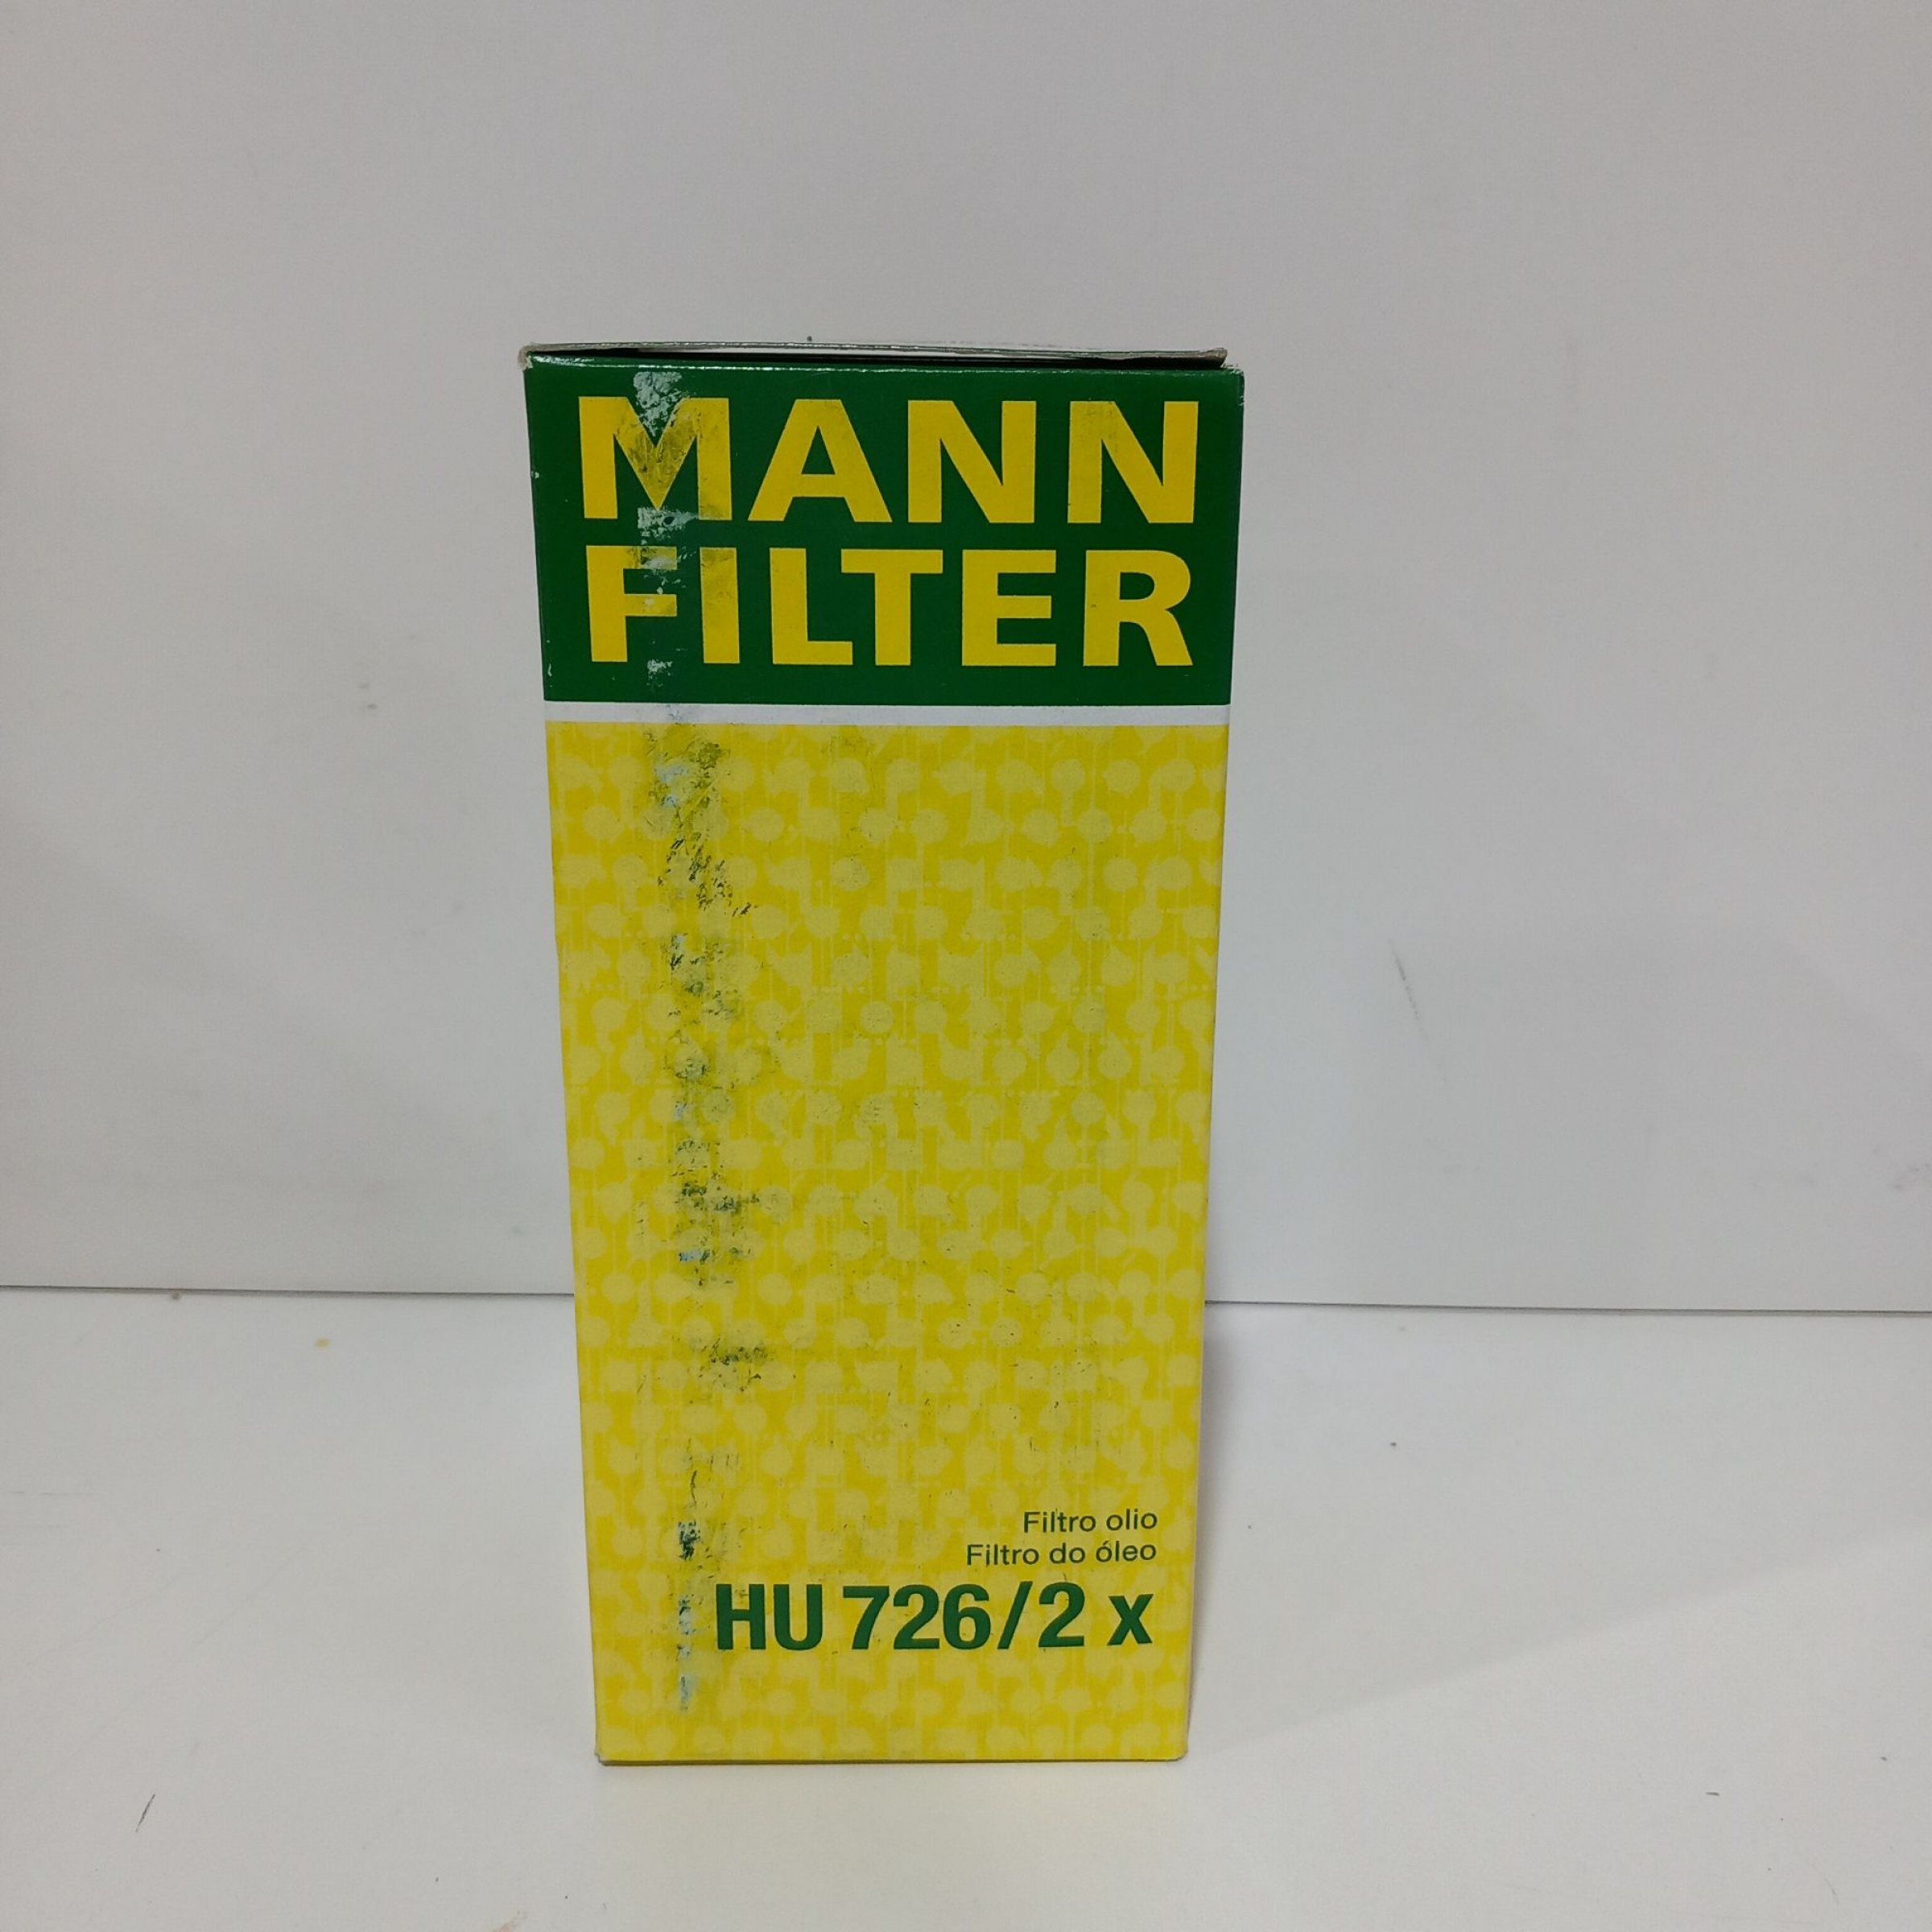 MANN
FILTER
Filtro olio
Filtro do óleo
HU 726/2 x